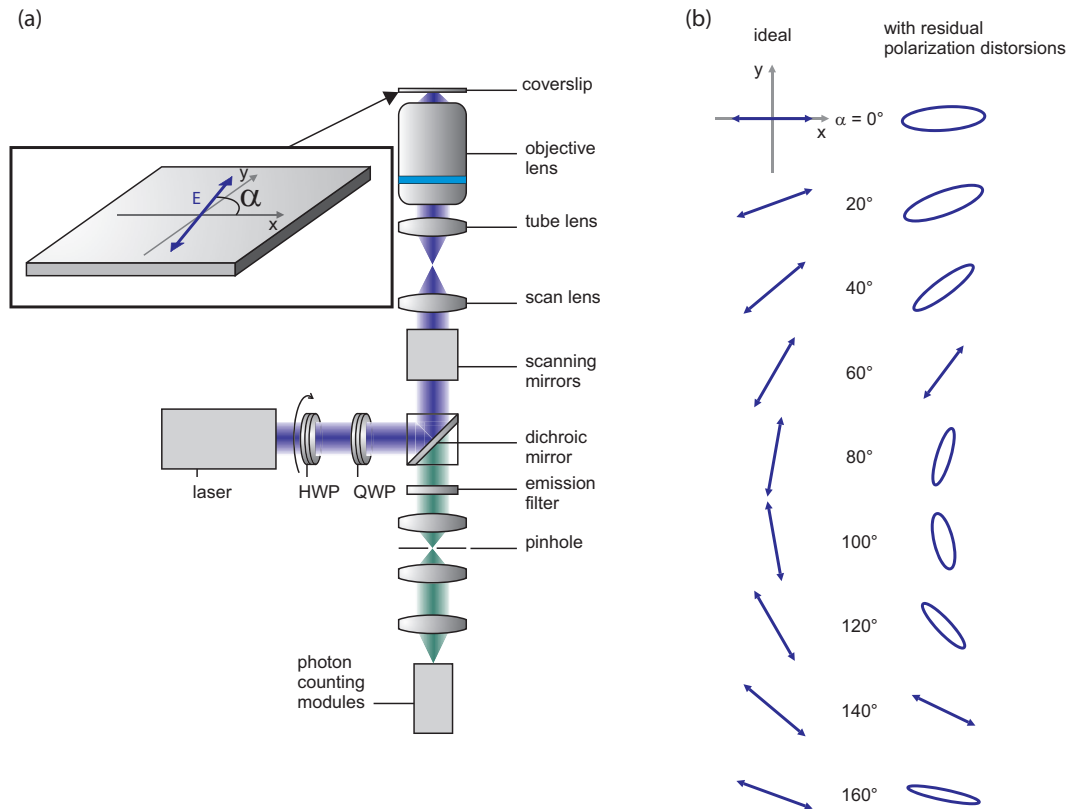 (a)
coverslip
objective
lens
tube lens
scan lens
scanning
mirrors
dichroic
mirror
emission
filter
pinhole
y
E
α
x
laser
HWP
QWP
photon
counting
modules
(b)
ideal
with residual
polarization distorsions
y
x
α = 0°
20°
40°
60°
80°
100°
120°
140°
160°